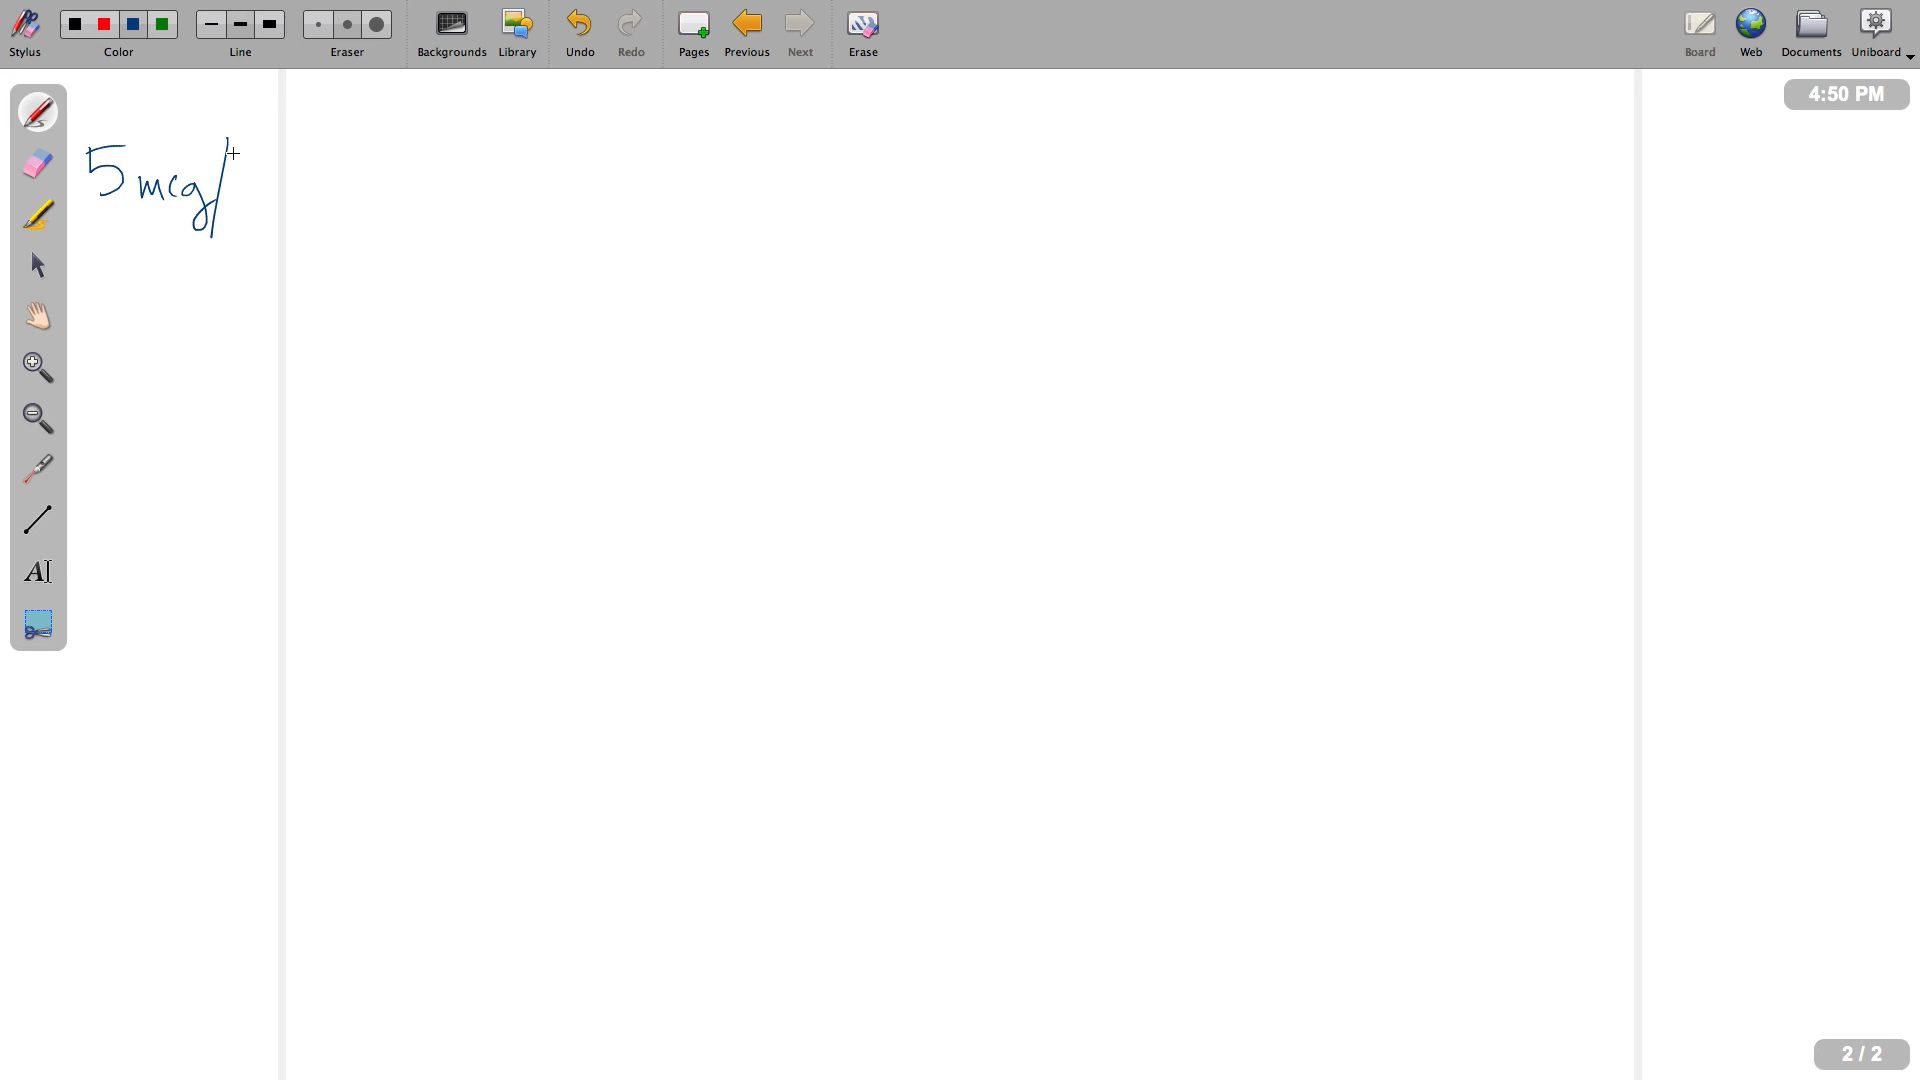 Stylus Color Line Eraser Backgrounds Library Undo Redo Pages Previous Next Erase Board Web Documents Uniboard
4:50 PM
5 mcg/
A
2 / 2